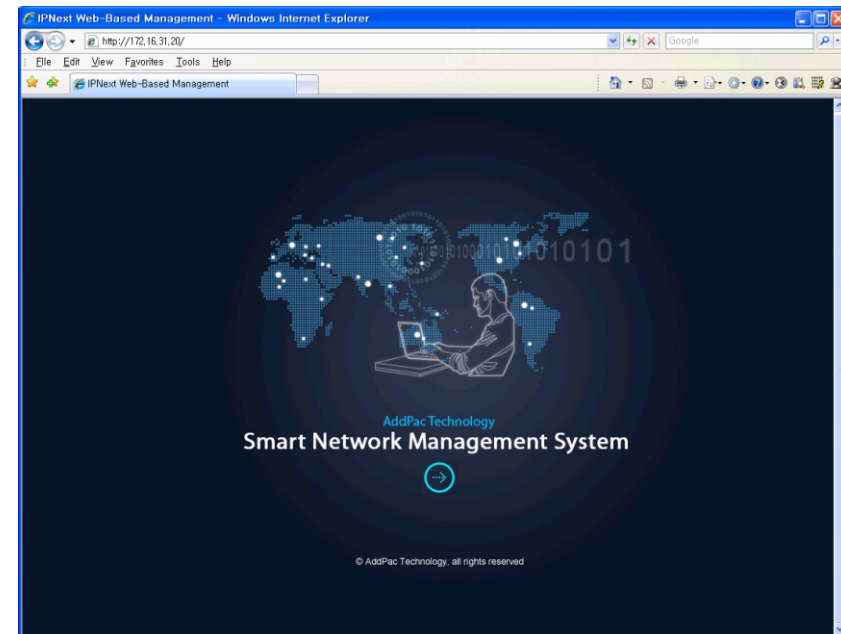 IPNext Web-Based Management - Windows Internet Explorer
http://172.16.31.20/
Google
File Edit View Favorites Tools Help
IPNext Web-Based Management
AddPac Technology
Smart Network Management System
© AddPac Technology, all rights reserved